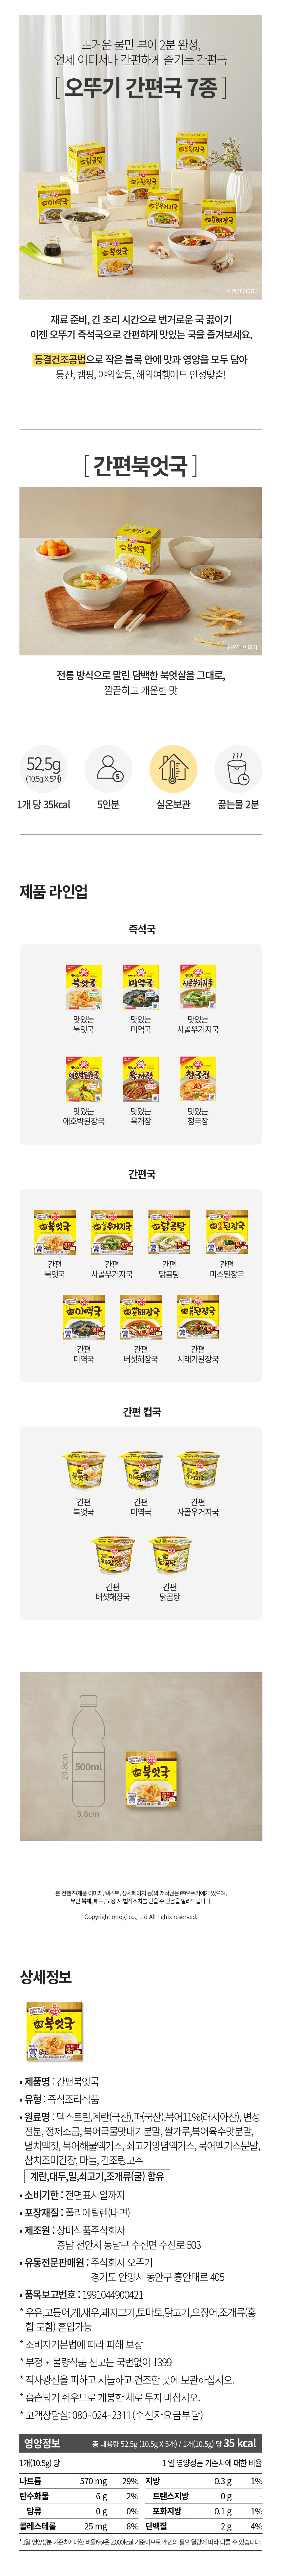 뜨거운 물만 부어 2분 완성,
언제 어디서나 간편하게 즐기는 간편국
[ 오뚜기 간편국 7종 ]
연출된 이미지
재료 준비, 긴 조리 시간으로 번거로운 국 끓이기
이젠 오뚜기 즉석국으로 간편하게 맛있는 국을 즐겨보세요.
동결건조공법으로 작은 블록 안에 맛과 영양을 모두 담아
등산, 캠핑, 야외활동, 해외여행에도 안성맞춤!
[ 간편북엇국 ]
북엇국
연출된 이미지
전통 방식으로 말린 담백한 북엇살을 그대로,
깔끔하고 개운한 맛
52.5g
(10.5g X 5개)
1개 당 35kcal
5인분
실온보관
끓는물 2분
제품 라인업
즉석국
맛있는 북엇국
맛있는 미역국
맛있는 사골우거지국
맛있는 애호박된장국
맛있는 육개장
맛있는 청국장
간편국
간편 북엇국
간편 사골우거지국
간편 닭곰탕
간편 미소된장국
간편 미역국
간편 버섯해장국
간편 시래기된장국
간편 컵국
간편 북엇국
간편 미역국
간편 사골우거지국
간편 버섯해장국
간편 닭곰탕
20.8cm
500ml
5.8cm
북엇국
본 컨텐츠(제품 이미지, 텍스트, 상세페이지 등)의 저작권은 ㈜오뚜기에게 있으며,
무단 복제, 배포, 도용 시 법적조치를 받을 수 있음을 알려드립니다.
Copyright ottogi co., Ltd All rights reserved.
상세정보
북엇국
• 제품명 : 간편북엇국
• 유형 : 즉석조리식품
• 원료명 : 덱스트린,계란(국산),파(국산),북어11%(러시아산), 변성
전분, 정제소금, 북어국물맛내기분말, 쌀가루,북어육수맛분말,
멸치액젓, 북어해물엑기스, 쇠고기양념엑기스, 북어엑기스분말,
참치조미간장, 마늘, 건조링고추
계란,대두,밀,쇠고기,조개류(굴) 함유
• 소비기한 : 전면표시일까지
• 포장재질 : 폴리에틸렌(내면)
• 제조원 : 상미식품주식회사
충남 천안시 동남구 수신면 수신로 503
• 유통전문판매원 : 주식회사 오뚜기
경기도 안양시 동안구 흥안대로 405
• 품목보고번호 : 1991044900421
* 우유,고등어,게,새우,돼지고기,토마토,닭고기,오징어,조개류(홍
합 포함) 혼입가능
* 소비자기본법에 따라 피해 보상
* 부정 • 불량식품 신고는 국번없이 1399
* 직사광선을 피하고 서늘하고 건조한 곳에 보관하십시오.
* 흡습되기 쉬우므로 개봉한 채로 두지 마십시오.
* 고객상담실: 080-024-2311(수신자요금부담)
영양정보 총 내용량 52.5g (10.5g X 5개) / 1개(10.5g) 당 35 kcal
1개(10.5g) 당 1 일 영양성분 기준치에 대한 비율
나트륨 570 mg 29% 지방 0.3 g 1%
탄수화물 6 g 2% 트랜스지방 0 g -
당류 0 g 0% 포화지방 0.1 g 1%
콜레스테롤 25 mg 8% 단백질 2 g 4%
* 1일 영양성분 기준치에대한 비율(%)은 2,000kcal 기준이므로 개인의 필요 열량에 따라 다를 수 있습니다.